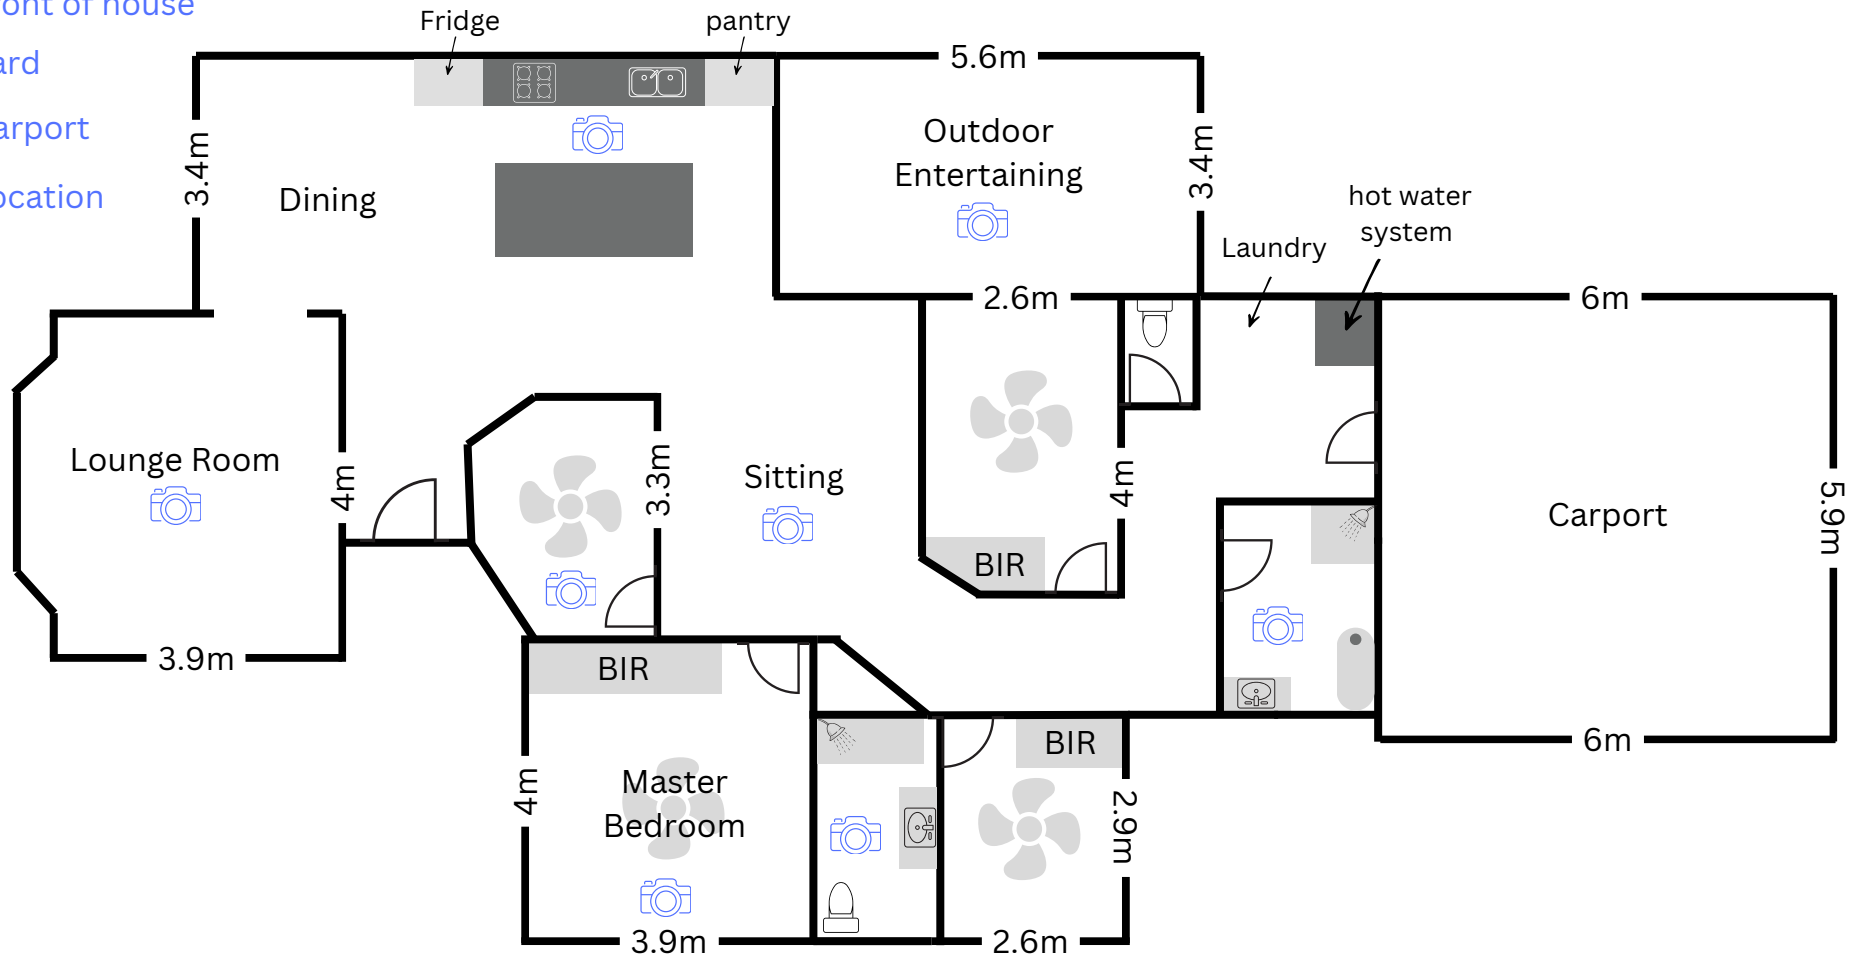 ont of house
Fridge
pantry
ard
5.6m
arport
Outdoor
Entertaining
3.4m
3.4m
Dining
ocation
hot water
system
Laundry
2.6m
6m
Lounge Room
4m
3.3m
Sitting
4m
Carport
5.9m
BIR
3.9m
BIR
6m
BIR
Master
Bedroom
4m
2.9m
3.9m
2.6m